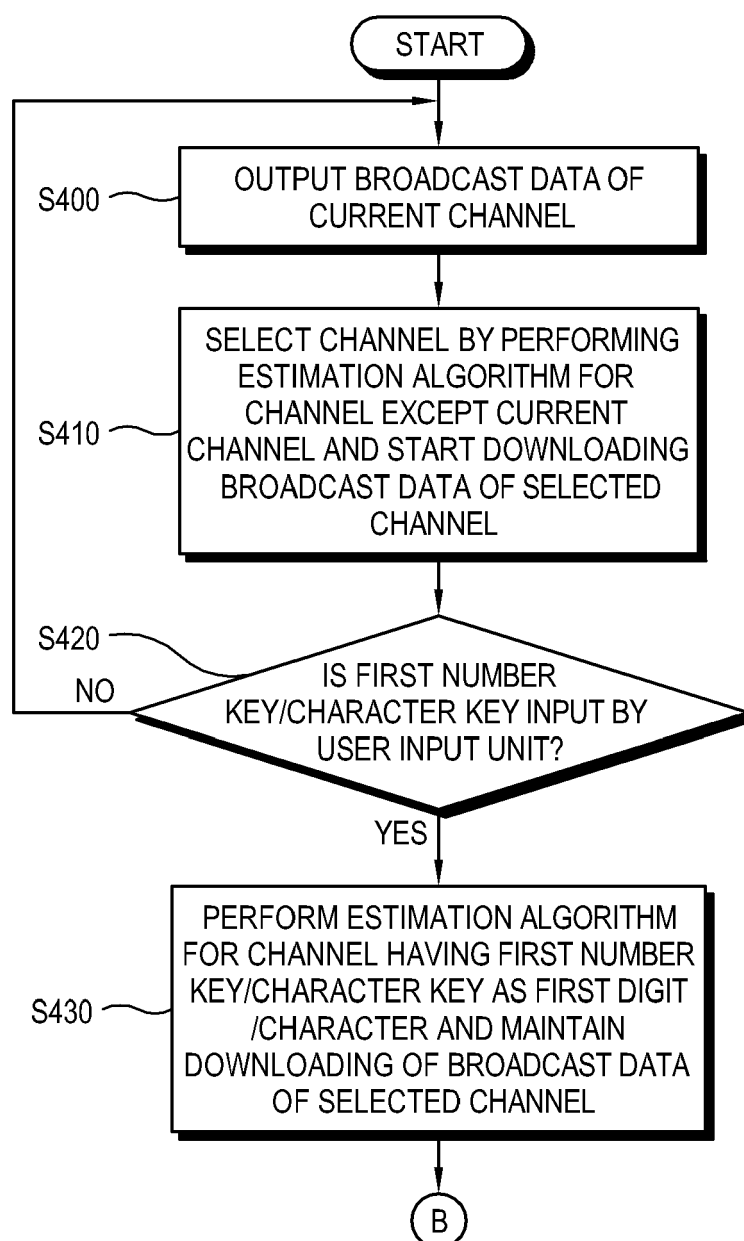 START
S400
OUTPUT BROADCAST DATA OF
CURRENT CHANNEL
S410
SELECT CHANNEL BY PERFORMING
ESTIMATION ALGORITHM FOR
CHANNEL EXCEPT CURRENT
CHANNEL AND START DOWNLOADING
BROADCAST DATA OF SELECTED
CHANNEL
S420
NO
IS FIRST NUMBER
KEY/CHARACTER KEY INPUT BY
USER INPUT UNIT?
YES
S430
PERFORM ESTIMATION ALGORITHM
FOR CHANNEL HAVING FIRST NUMBER
KEY/CHARACTER KEY AS FIRST DIGIT
/CHARACTER AND MAINTAIN
DOWNLOADING OF BROADCAST DATA
OF SELECTED CHANNEL
B